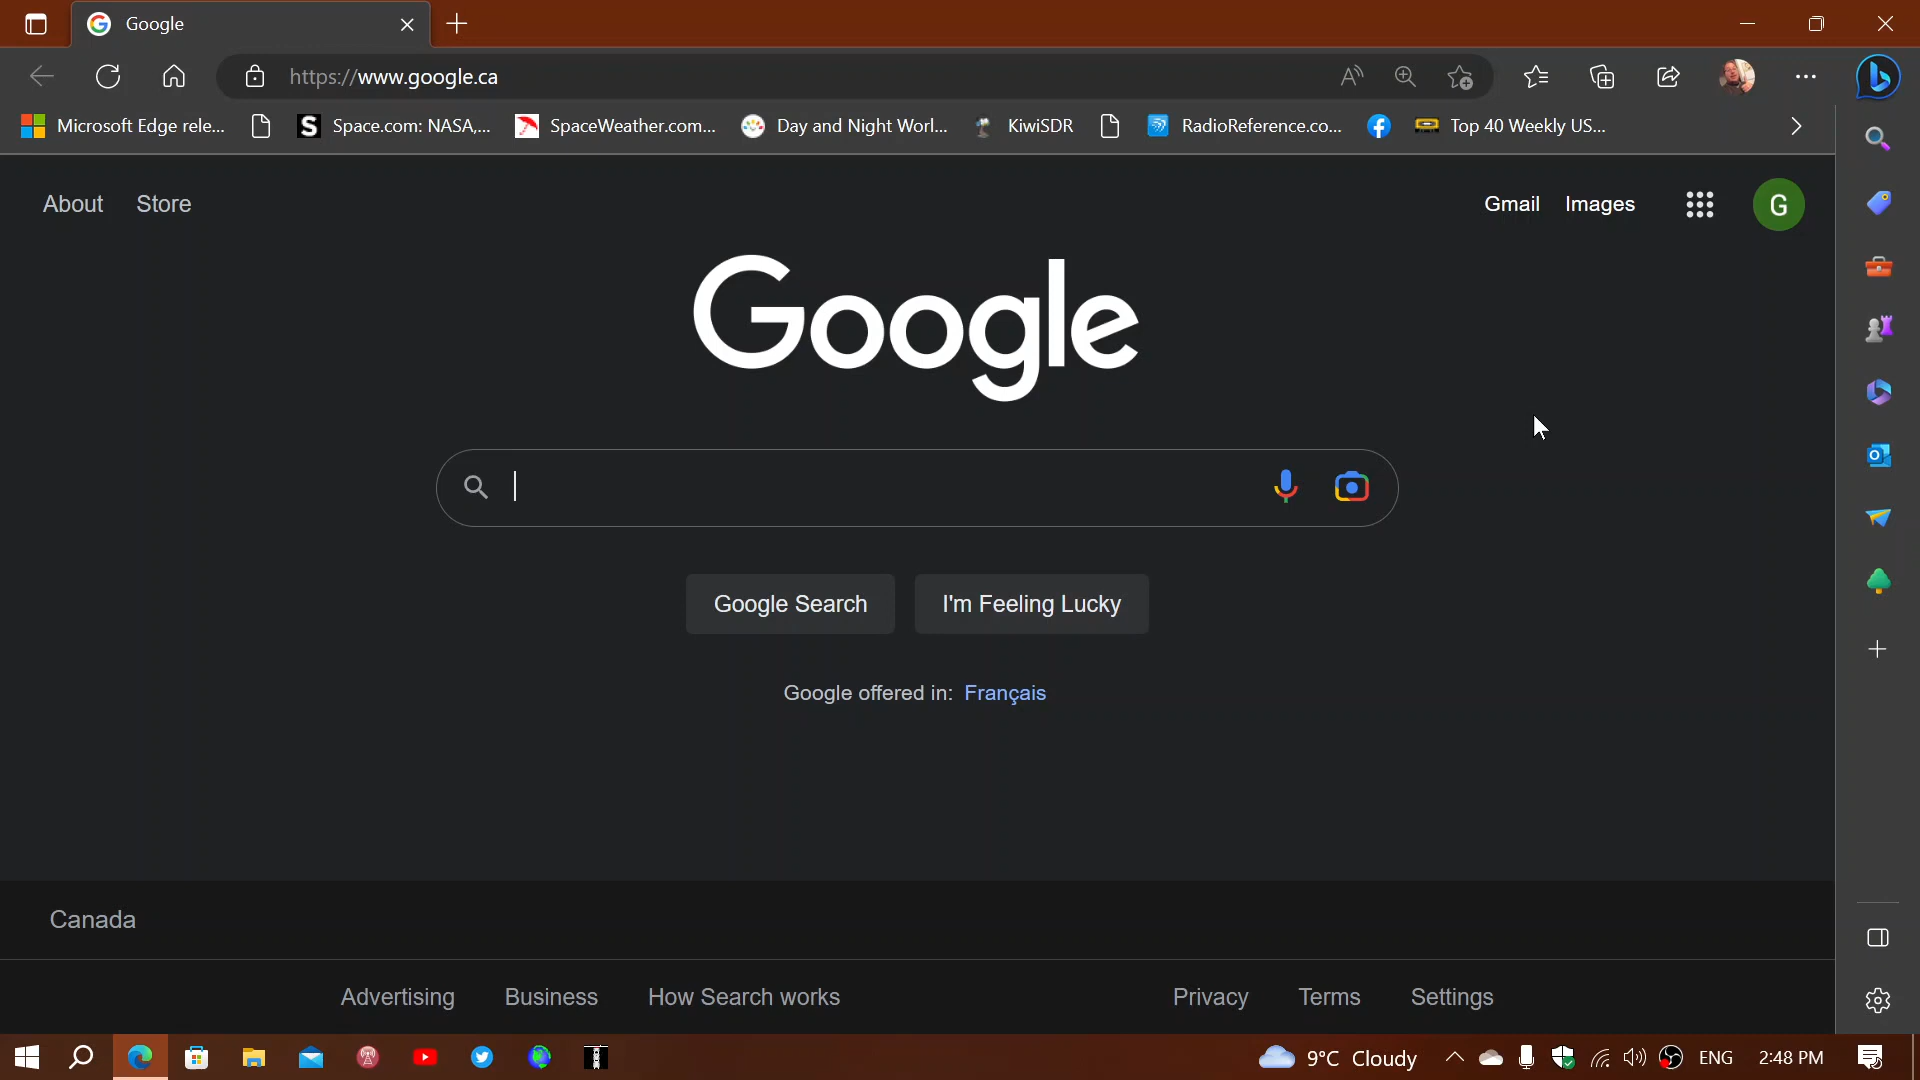 Google
https://www.google.ca
Microsoft Edge rele...
Space.com: NASA,...
SpaceWeather.com...
Day and Night Worl...
KiwiSDR
RadioReference.co...
Top 40 Weekly US...
About Store
Gmail Images
G
Google
Google Search
I'm Feeling Lucky
Google offered in: Français
Canada
Advertising Business How Search works
Privacy Terms Settings
9°C Cloudy
ENG
2:48 PM